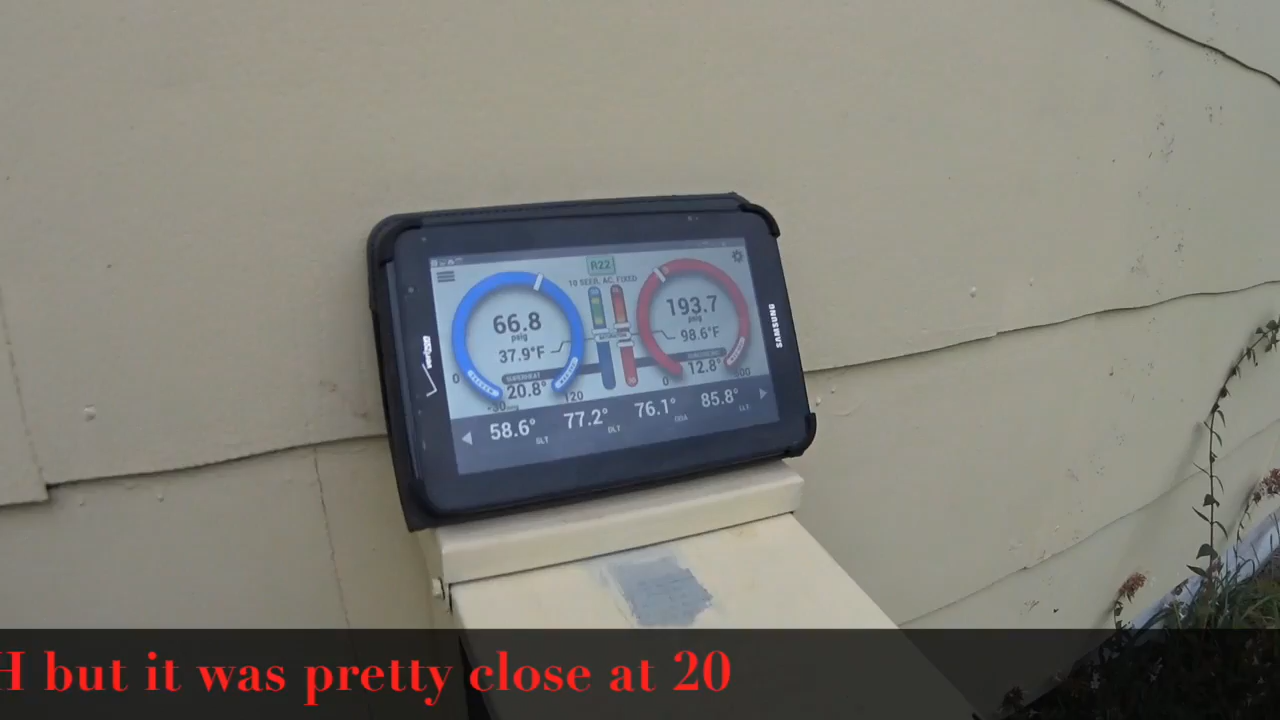 R22
10 SEER, AC, FIXED
66.8
psig
37.9°F
SUPERHEAT
20.8°
0
120
193.7
psig
98.6°F
SUBCOOLING
12.8°
0
58.6°
SLT
77.2°
DLT
76.1°
ODA
85.8°
LLT
verizon
SAMSUNG
H but it was pretty close at 20